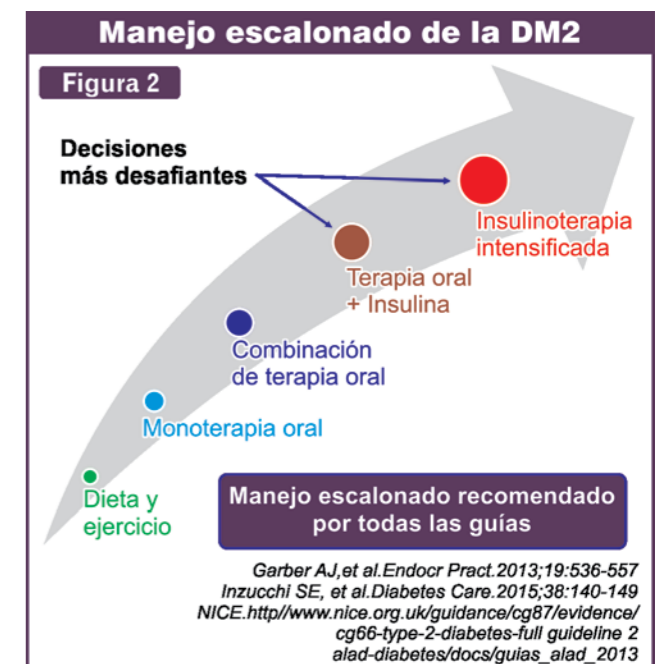 Manejo escalonado de la DM2
Figura 2
Decisiones
más desafiantes
Insulinoterapia
intensificada
Terapia oral
+ Insulina
Combinación
de terapia oral
Monoterapia oral
Dieta y
ejercicio
Manejo escalonado recomendado
por todas las guías
Garber AJ,et al.Endocr Pract.2013;19:536-557
Inzucchi SE, et al.Diabetes Care.2015;38:140-149
NICE.http//www.nice.org.uk/guidance/cg87/evidence/
cg66-type-2-diabetes-full guideline 2
alad-diabetes/docs/guias_alad_2013